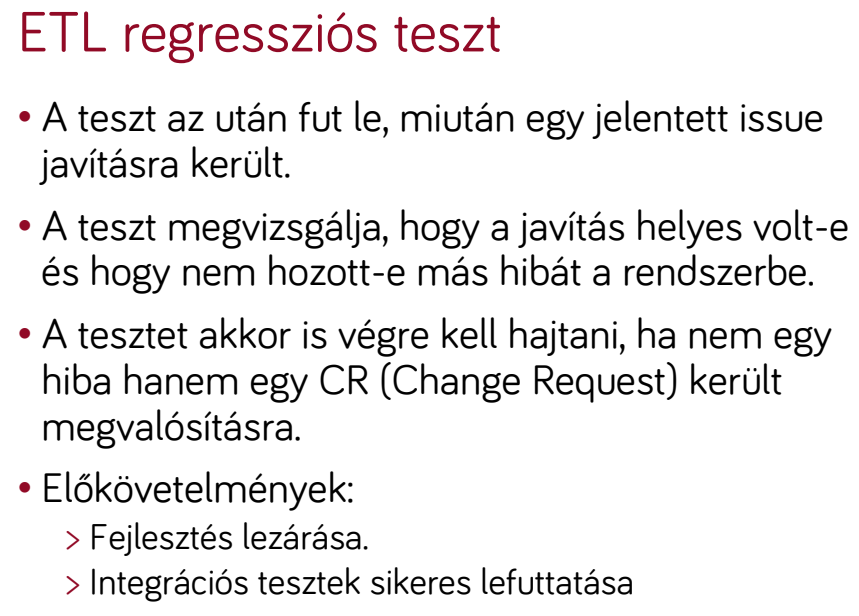 ETL regressziós teszt
• A teszt az után fut le, miután egy jelentett issue
javításra került.
• A teszt megvizsgálja, hogy a javítás helyes volt-e
és hogy nem hozott-e más hibát a rendszerbe.
• A tesztet akkor is végre kell hajtani, ha nem egy
hiba hanem egy CR (Change Request) került
megvalósításra.
• Előkövetelmények:
> Fejlesztés lezárása.
> Integrációs tesztek sikeres lefuttatása